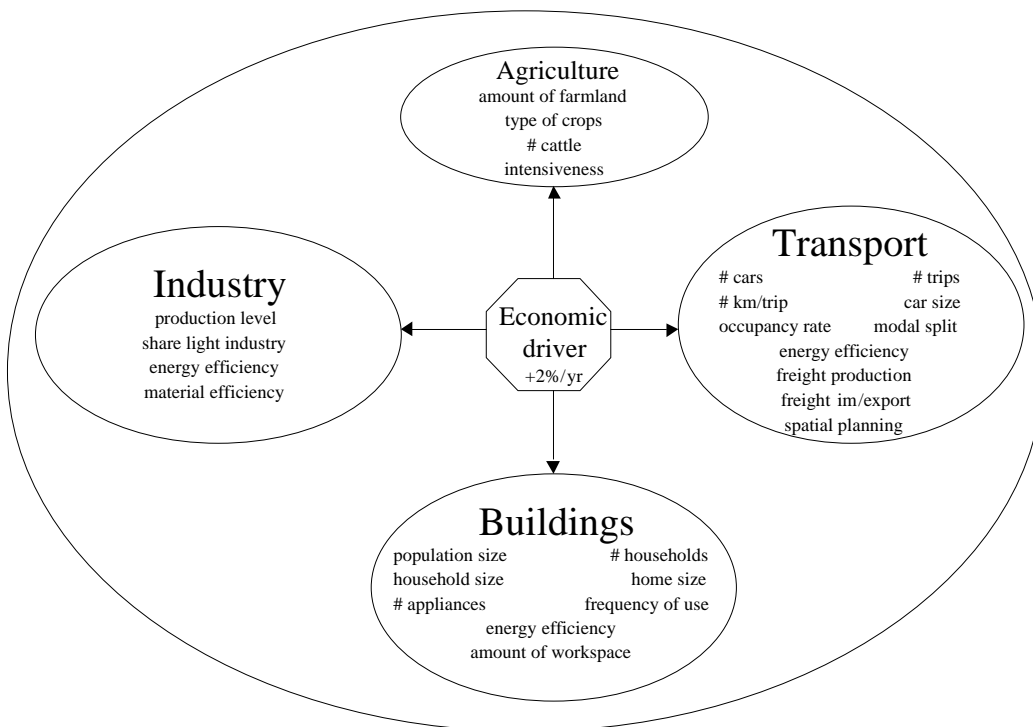 Agriculture
amount of farmland
type of crops
# cattle
intensiveness
Industry
production level
share light industry
energy efficiency
material efficiency
Economic
driver
+2%/yr
Transport
# cars # trips
# km/trip car size
occupancy rate modal split
energy efficiency
freight production
freight im/export
spatial planning
Buildings
population size # households
household size home size
# appliances frequency of use
energy efficiency
amount of workspace